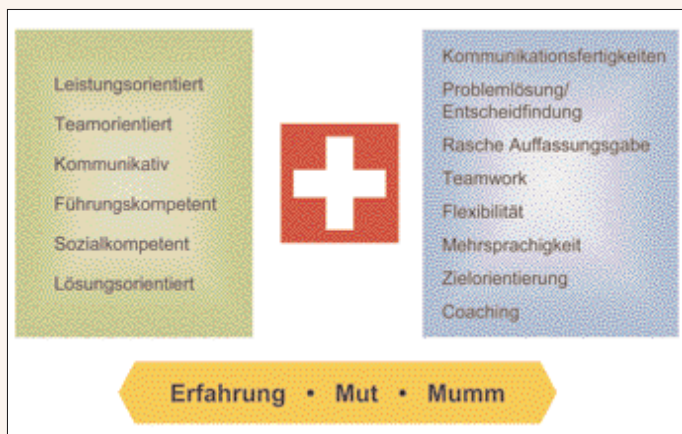 Leistungsorientiert
Teamorientiert
Kommunikativ
Führungskompetent
Sozialkompetent
Lösungsorientiert
Kommunikationsfertigkeiten
Problemlösung/
Entscheidfindung
Rasche Auffassungsgabe
Teamwork
Flexibilität
Mehrsprachigkeit
Zielorientierung
Coaching
Erfahrung • Mut • Mumm